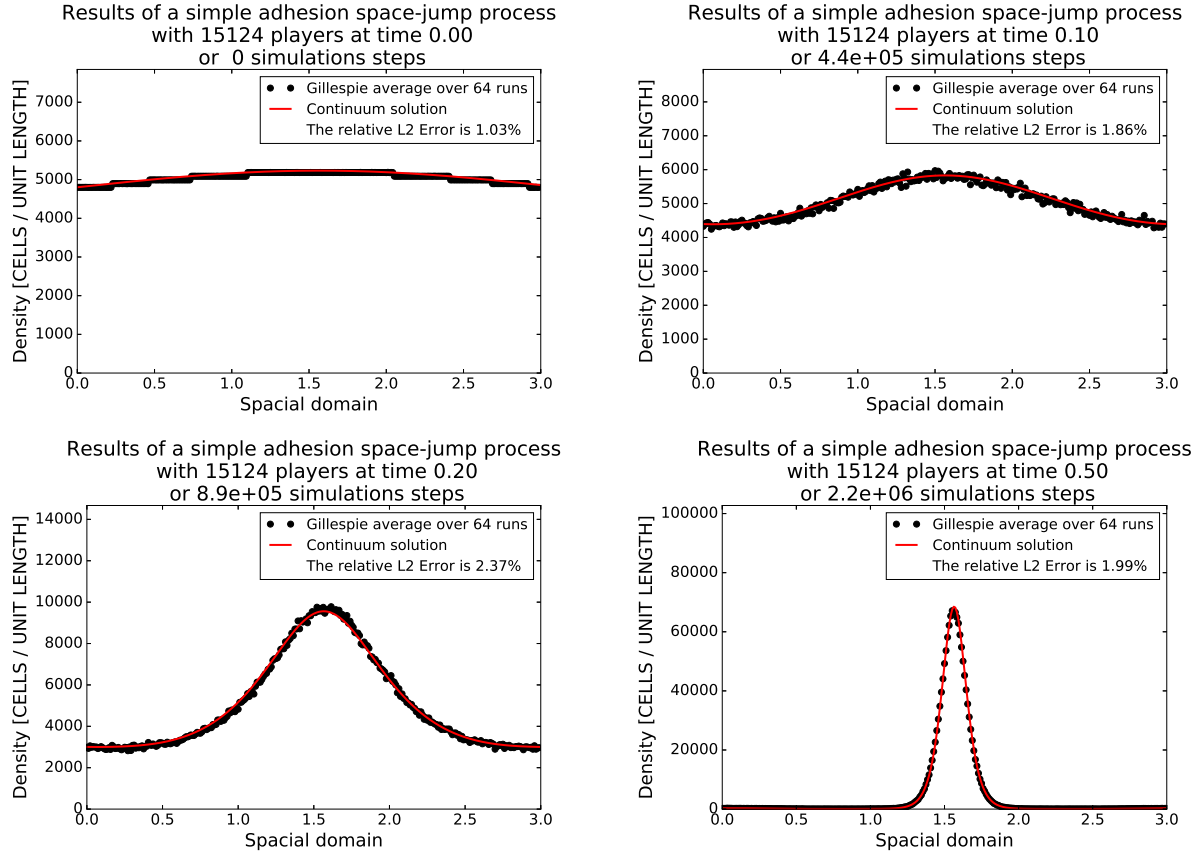 Results of a simple adhesion space-jump process
with 15124 players at time 0.00
or  0 simulations steps
Density [CELLS / UNIT LENGTH]
7000
6000
5000
4000
3000
2000
1000
0
Gillespie average over 64 runs
Continuum solution
The relative L2 Error is 1.03%
0.0 0.5 1.0 1.5 2.0 2.5 3.0
Spacial domain
Results of a simple adhesion space-jump process
with 15124 players at time 0.10
or 4.4e+05 simulations steps
Density [CELLS / UNIT LENGTH]
8000
7000
6000
5000
4000
3000
2000
1000
0
Gillespie average over 64 runs
Continuum solution
The relative L2 Error is 1.86%
0.0 0.5 1.0 1.5 2.0 2.5 3.0
Spacial domain
Results of a simple adhesion space-jump process
with 15124 players at time 0.20
or 8.9e+05 simulations steps
Density [CELLS / UNIT LENGTH]
14000
12000
10000
8000
6000
4000
2000
0
Gillespie average over 64 runs
Continuum solution
The relative L2 Error is 2.37%
0.0 0.5 1.0 1.5 2.0 2.5 3.0
Spacial domain
Results of a simple adhesion space-jump process
with 15124 players at time 0.50
or 2.2e+06 simulations steps
Density [CELLS / UNIT LENGTH]
100000
80000
60000
40000
20000
0
Gillespie average over 64 runs
Continuum solution
The relative L2 Error is 1.99%
0.0 0.5 1.0 1.5 2.0 2.5 3.0
Spacial domain